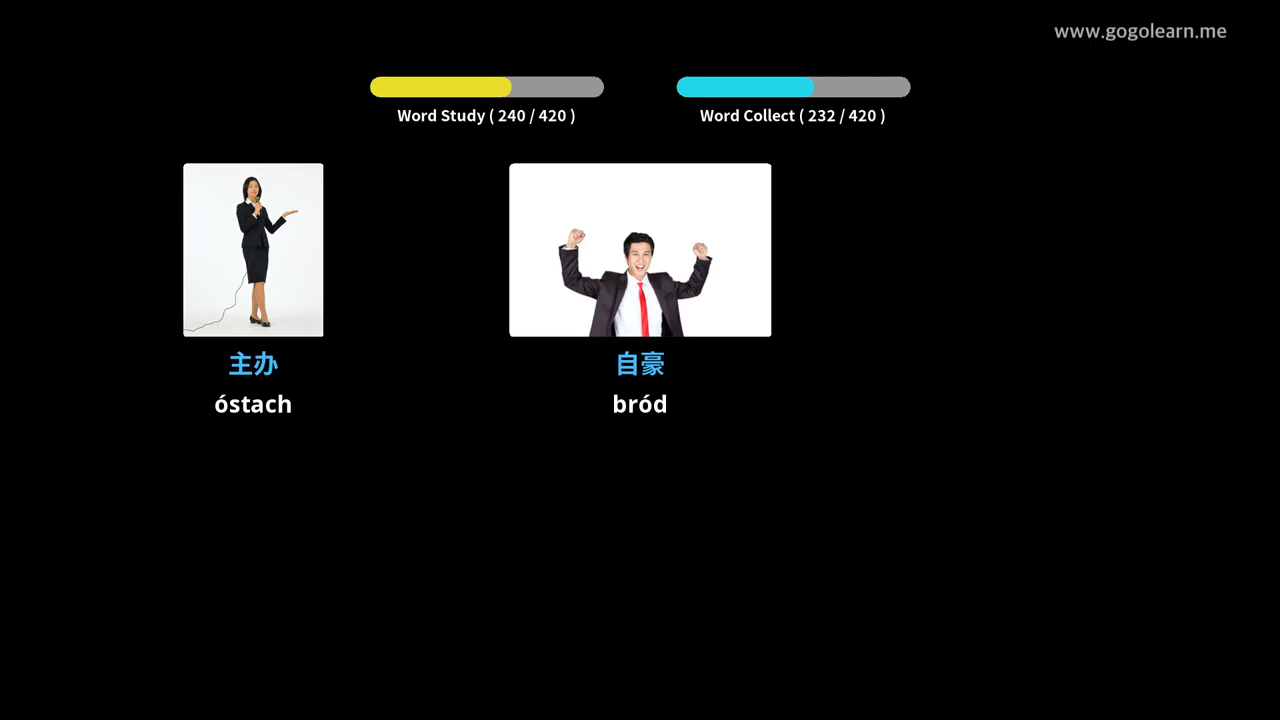 www.gogolearn.me
Word Study ( 240 / 420 )
Word Collect ( 232 / 420 )
主办
óstach
自豪
bród